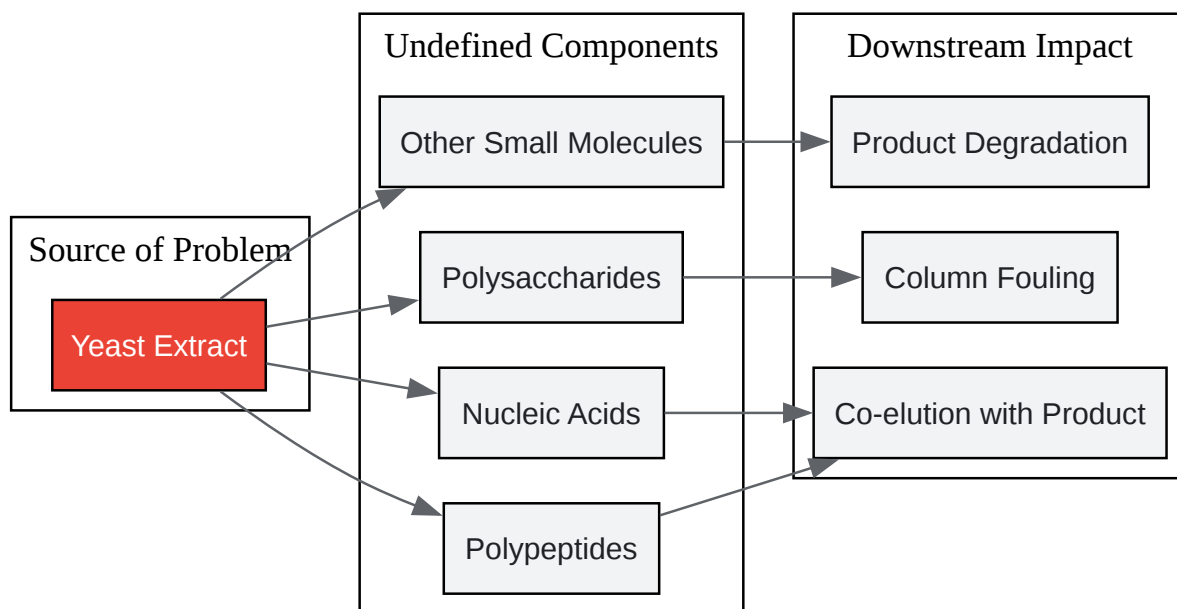 Source of Problem
Yeast Extract
Undefined Components
Other Small Molecules
Polysaccharides
Nucleic Acids
Polypeptides
Downstream Impact
Product Degradation
Column Fouling
Co-elution with Product